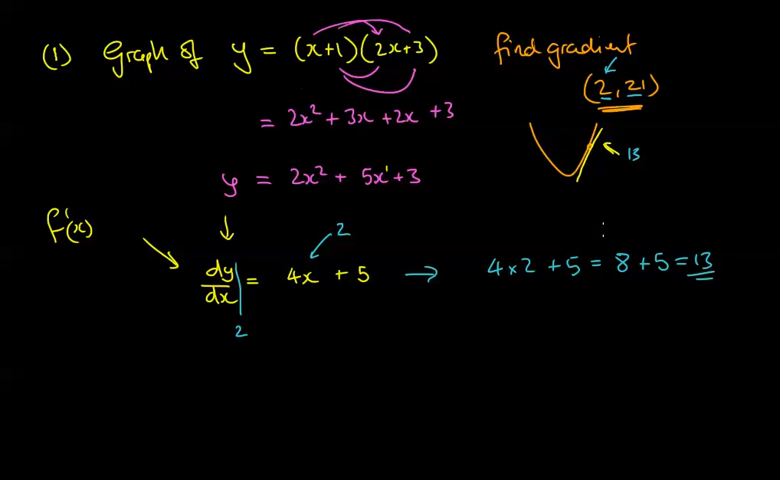 (1) Graph of y = (x+1)(2x+3) find gradient
(2, 21)
= 2x² + 3x + 2x + 3
13
y = 2x² + 5x¹ + 3
f'(x)
2
dy/dx = 4x + 5 → 4×2 + 5 = 8 + 5 = 13
2